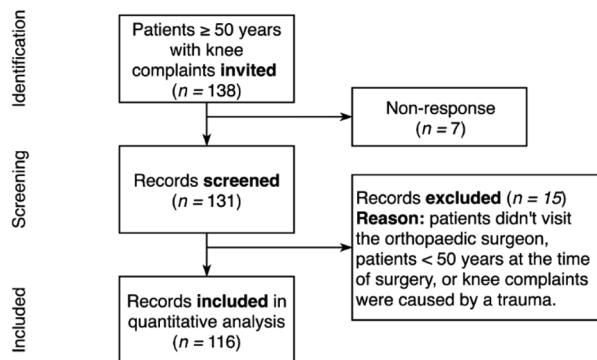 Identification
Patients ≥ 50 years
with knee
complaints invited
(n = 138)
Non-response
(n = 7)
Screening
Records screened
(n = 131)
Records excluded (n = 15)
Reason: patients didn't visit
the orthopaedic surgeon,
patients < 50 years at the time
of surgery, or knee complaints
were caused by a trauma.
Included
Records included in
quantitative analysis
(n = 116)